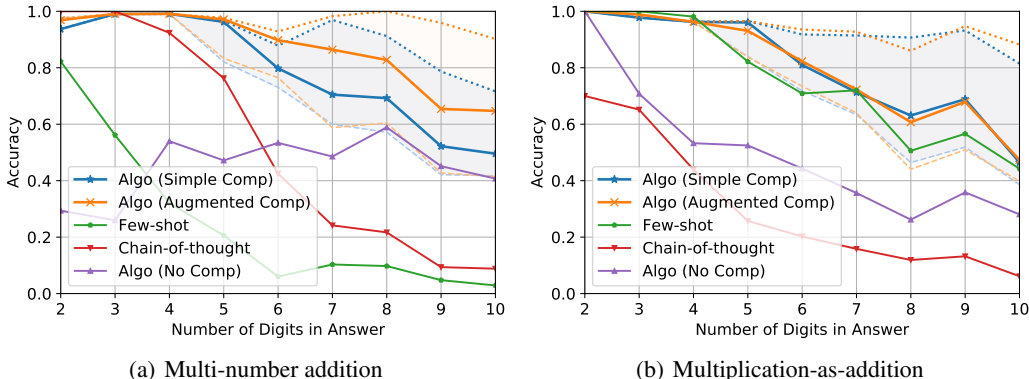 1.0
0.8
0.6
0.4
0.2
0.0
Accuracy
Algo (Simple Comp)
Algo (Augmented Comp)
Few-shot
Chain-of-thought
Algo (No Comp)
2 3 4 5 6 7 8 9 10
Number of Digits in Answer
(a) Multi-number addition
1.0
0.8
0.6
0.4
0.2
0.0
Accuracy
Algo (Simple Comp)
Algo (Augmented Comp)
Few-shot
Chain-of-thought
Algo (No Comp)
2 3 4 5 6 7 8 9 10
Number of Digits in Answer
(b) Multiplication-as-addition